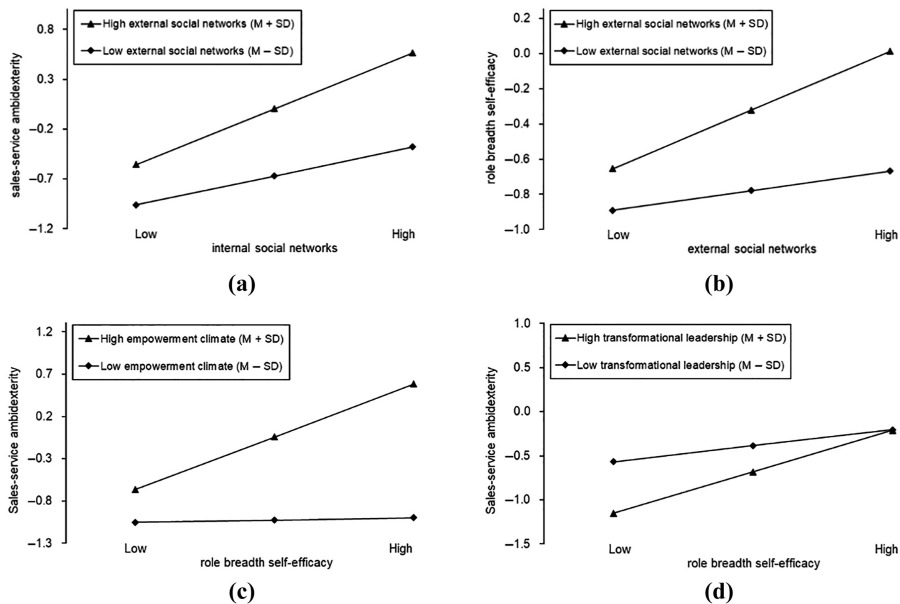 0.8
0.3
−0.2
−0.7
−1.2
sales-service ambidexterity
High external social networks (M + SD)
Low external social networks (M − SD)
Low
High
internal social networks
(a)
0.2
0.0
−0.2
−0.4
−0.6
−0.8
−1.0
role breadth self-efficacy
High external social networks (M + SD)
Low external social networks (M − SD)
Low
High
external social networks
(b)
1.2
0.7
0.2
−0.3
−0.8
−1.3
Sales-service ambidexterity
High empowerment climate (M + SD)
Low empowerment climate (M − SD)
Low
High
role breadth self-efficacy
(c)
1.0
0.5
0.0
−0.5
−1.0
−1.5
Sales-service ambidexterity
High transformational leadership (M + SD)
Low transformational leadership (M − SD)
Low
High
role breadth self-efficacy
(d)